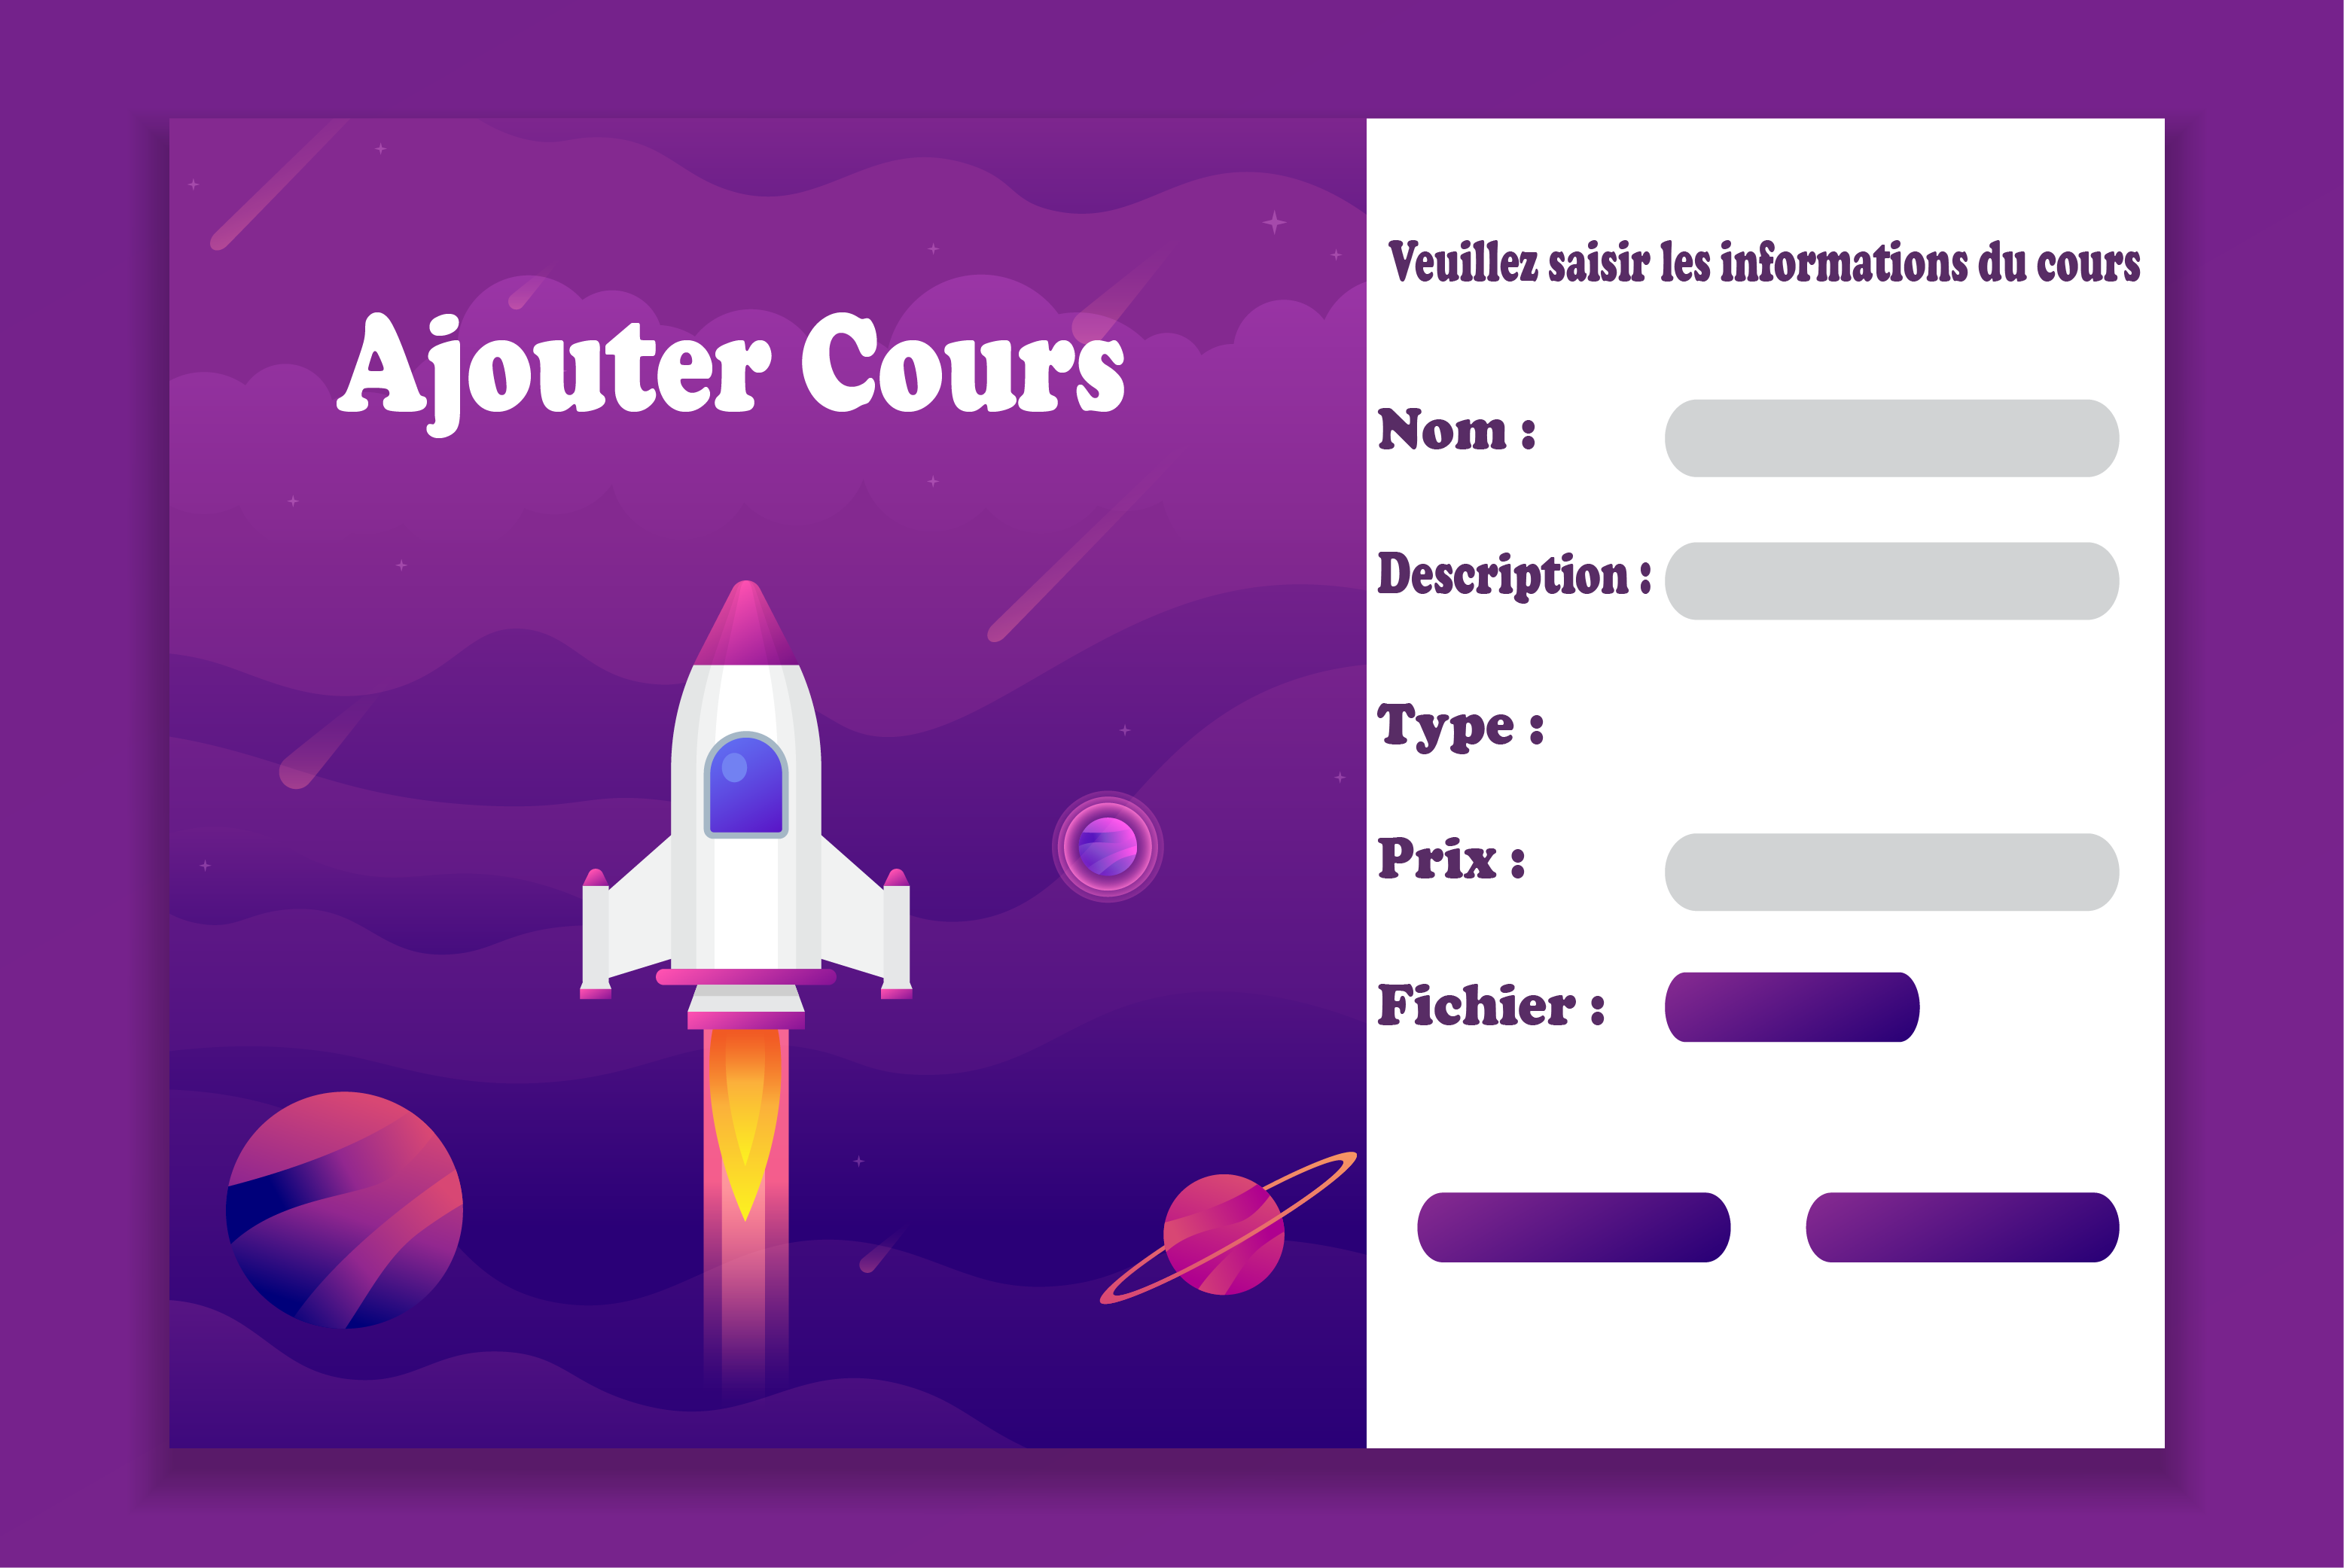 Ajouter Cours
Veuillez saisir les informations du cours
Nom :
Description :
Type :
Prix :
Fichier :